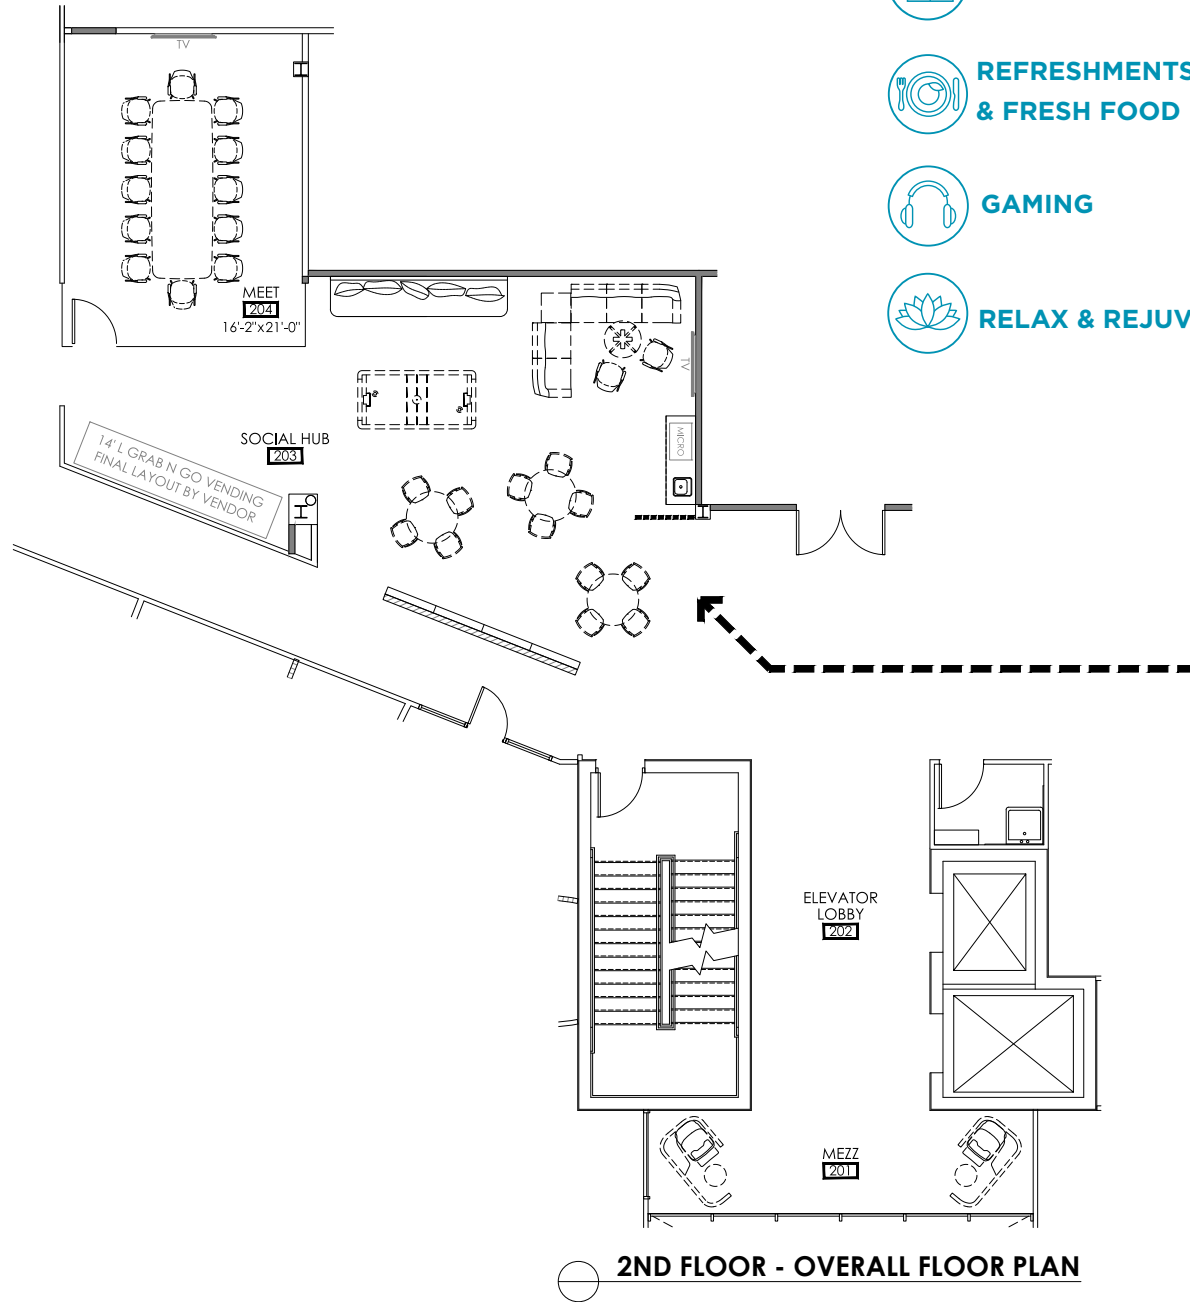 REFRESHMENTS
& FRESH FOOD
GAMING
RELAX & REJUV
TV
MEET
204
16'-2"x21'-0"
TV
MICRO
SOCIAL HUB
203
14' L GRAB N GO VENDING
FINAL LAYOUT BY VENDOR
ELEVATOR
LOBBY
202
MEZZ
201
2ND FLOOR - OVERALL FLOOR PLAN